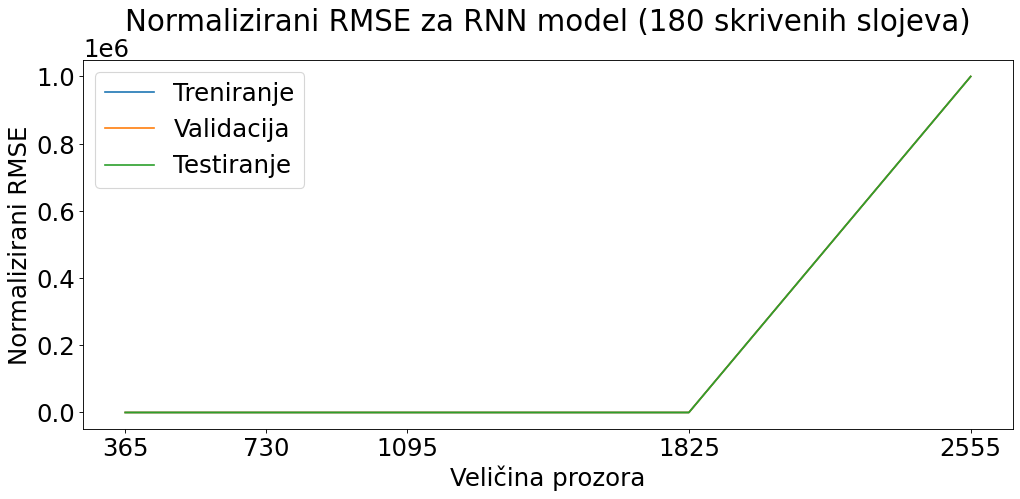 Normalizirani RMSE za RNN model (180 skrivenih slojeva)
1e6
Treniranje
Validacija
Testiranje
Normalizirani RMSE
1.0
0.8
0.6
0.4
0.2
0.0
365 730 1095 1825 2555
Veličina prozora